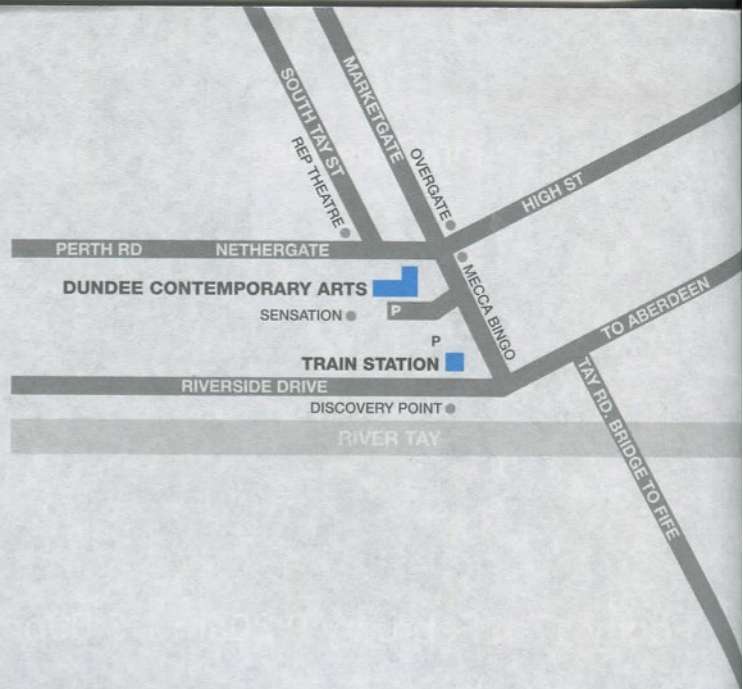 SOUTH TAY ST
MARKETGATE
REP THEATRE
OVERGATE
HIGH ST
PERTH RD
NETHERGATE
DUNDEE CONTEMPORARY ARTS
SENSATION
P
MECCA BINGO
TO ABERDEEN
P
TRAIN STATION
RIVERSIDE DRIVE
TAY RD. BRIDGE TO FIFE
DISCOVERY POINT
RIVER TAY